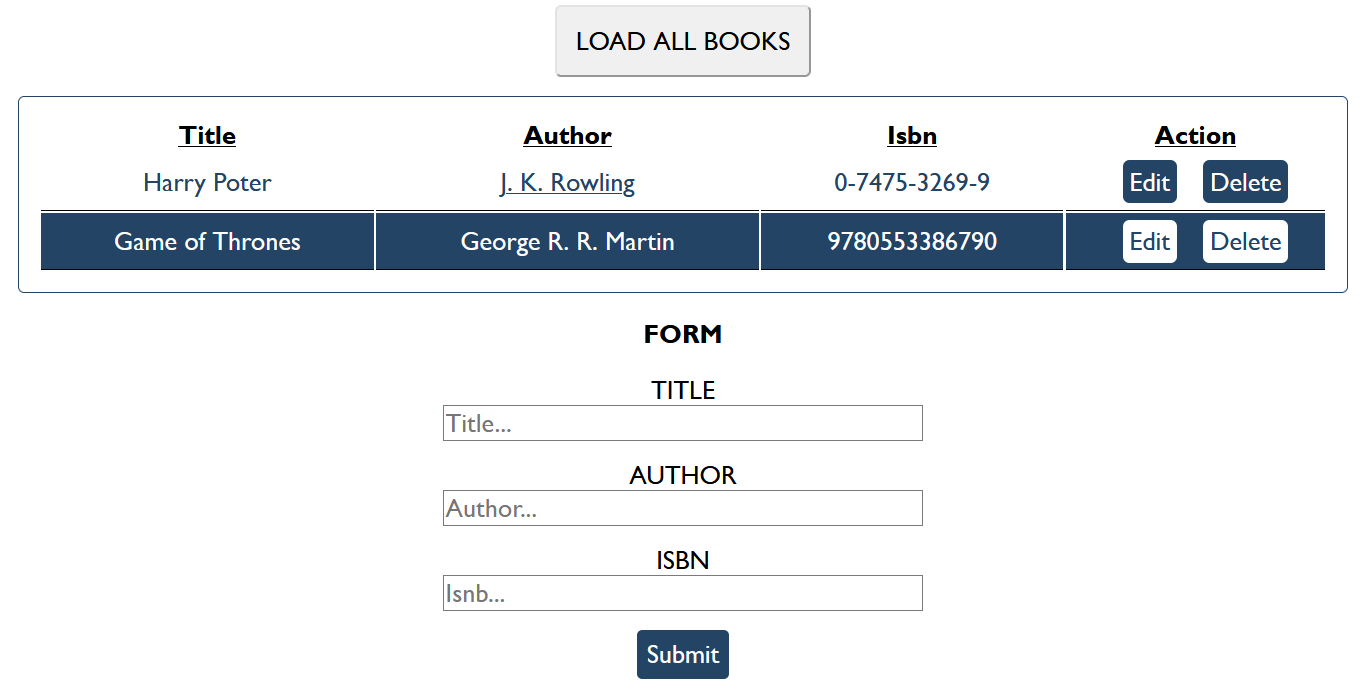 LOAD ALL BOOKS
Title Author Isbn Action
Harry Poter J. K. Rowling 0-7475-3269-9 Edit Delete
Game of Thrones George R. R. Martin 9780553386790 Edit Delete
FORM
TITLE
Title...
AUTHOR
Author...
ISBN
Isnb...
Submit